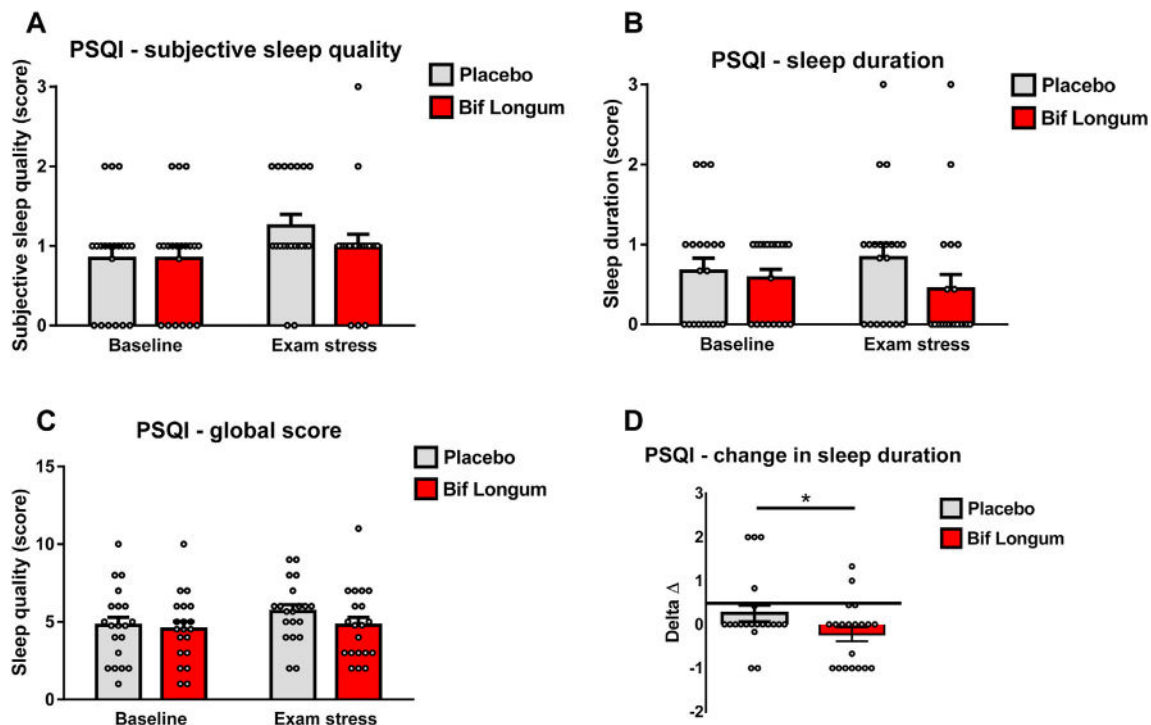 A
PSQI - subjective sleep quality
Placebo
Bif Longum
Subjective sleep quality (score)
3
2
1
0
Baseline
Exam stress
B
PSQI - sleep duration
Placebo
Bif Longum
Sleep duration (score)
3
2
1
0
Baseline
Exam stress
C
PSQI - global score
Placebo
Bif Longum
Sleep quality (score)
15
10
5
0
Baseline
Exam stress
D
PSQI - change in sleep duration
Placebo
Bif Longum
*
Delta Δ
3
2
1
0
-1
-2